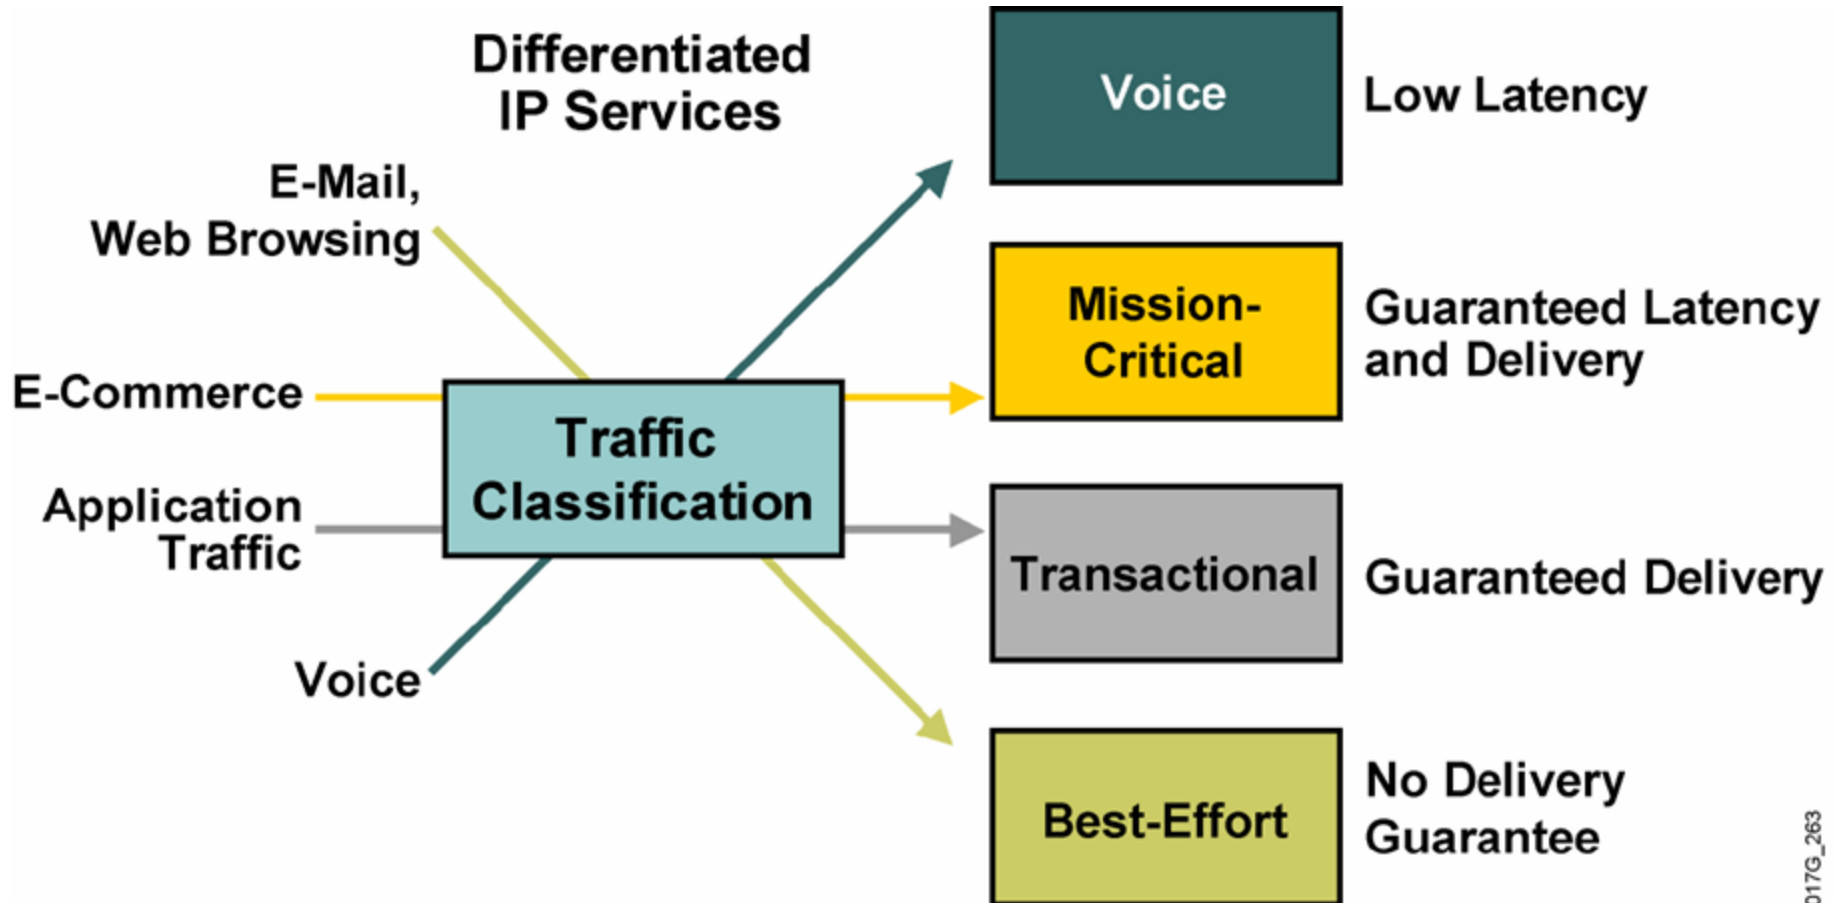 Differentiated
IP Services
E-Mail,
Web Browsing
E-Commerce
Application
Traffic
Voice
Traffic
Classification
Voice
Low Latency
Mission-
Critical
Guaranteed Latency
and Delivery
Transactional
Guaranteed Delivery
Best-Effort
No Delivery
Guarantee
017G_263